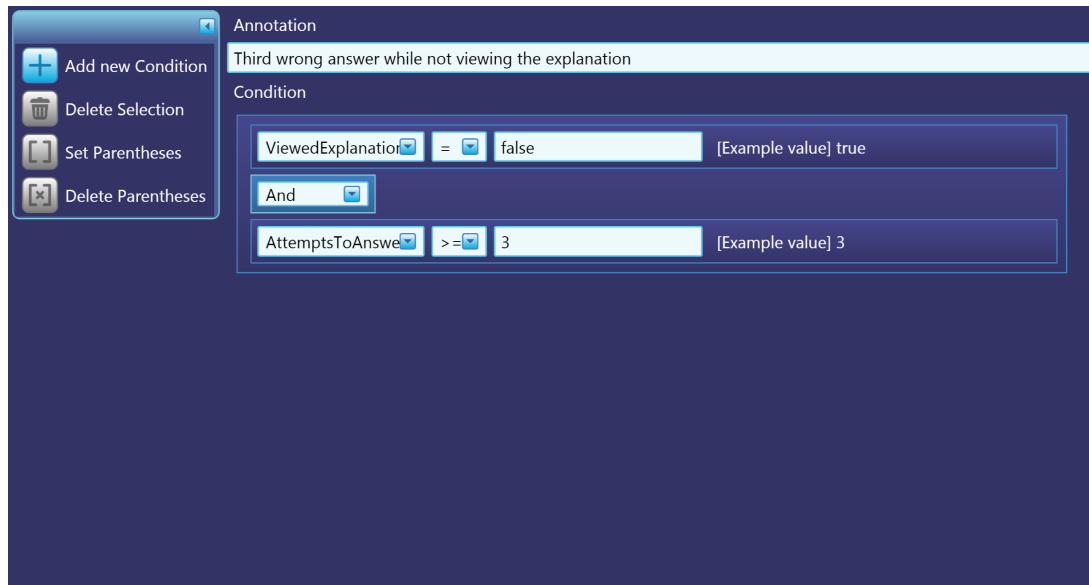 Add new Condition
Delete Selection
Set Parentheses
Delete Parentheses
Annotation
Third wrong answer while not viewing the explanation
Condition
ViewedExplanation = false [Example value] true
And
AttemptsToAnswe >= 3 [Example value] 3